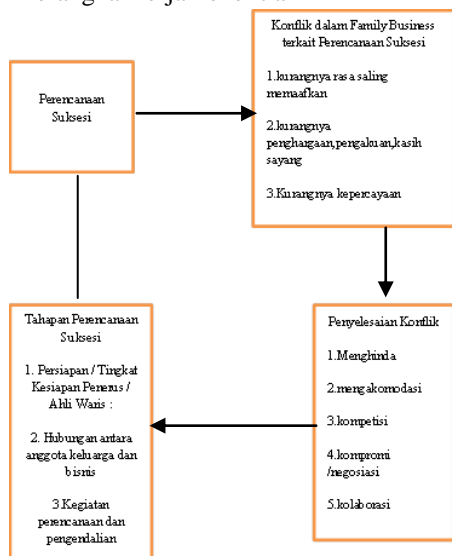 Perencanaan
Suksesi
Konflik dalam Family Business
terkait Perencanaan Suksesi
1.kurangnya rasa saling
memaafkan
2.kurangnya
penghargaan,pengakuan,kasih
sayang
3.Kurangnya kepercayaan
Tahapan Perencanaan
Suksesi
1. Persiapan / Tingkat
Kesiapan Penerus /
Ahli Waris :
2. Hubungan antara
anggota keluarga dan
bisnis
3.Kegiatan
perencanaan dan
pengendalian
Penyelesaian Konflik
1.Menghinda
2.mengakomodasi
3.kompetisi
4.kompromi
/negosiasi
5.kolaborasi